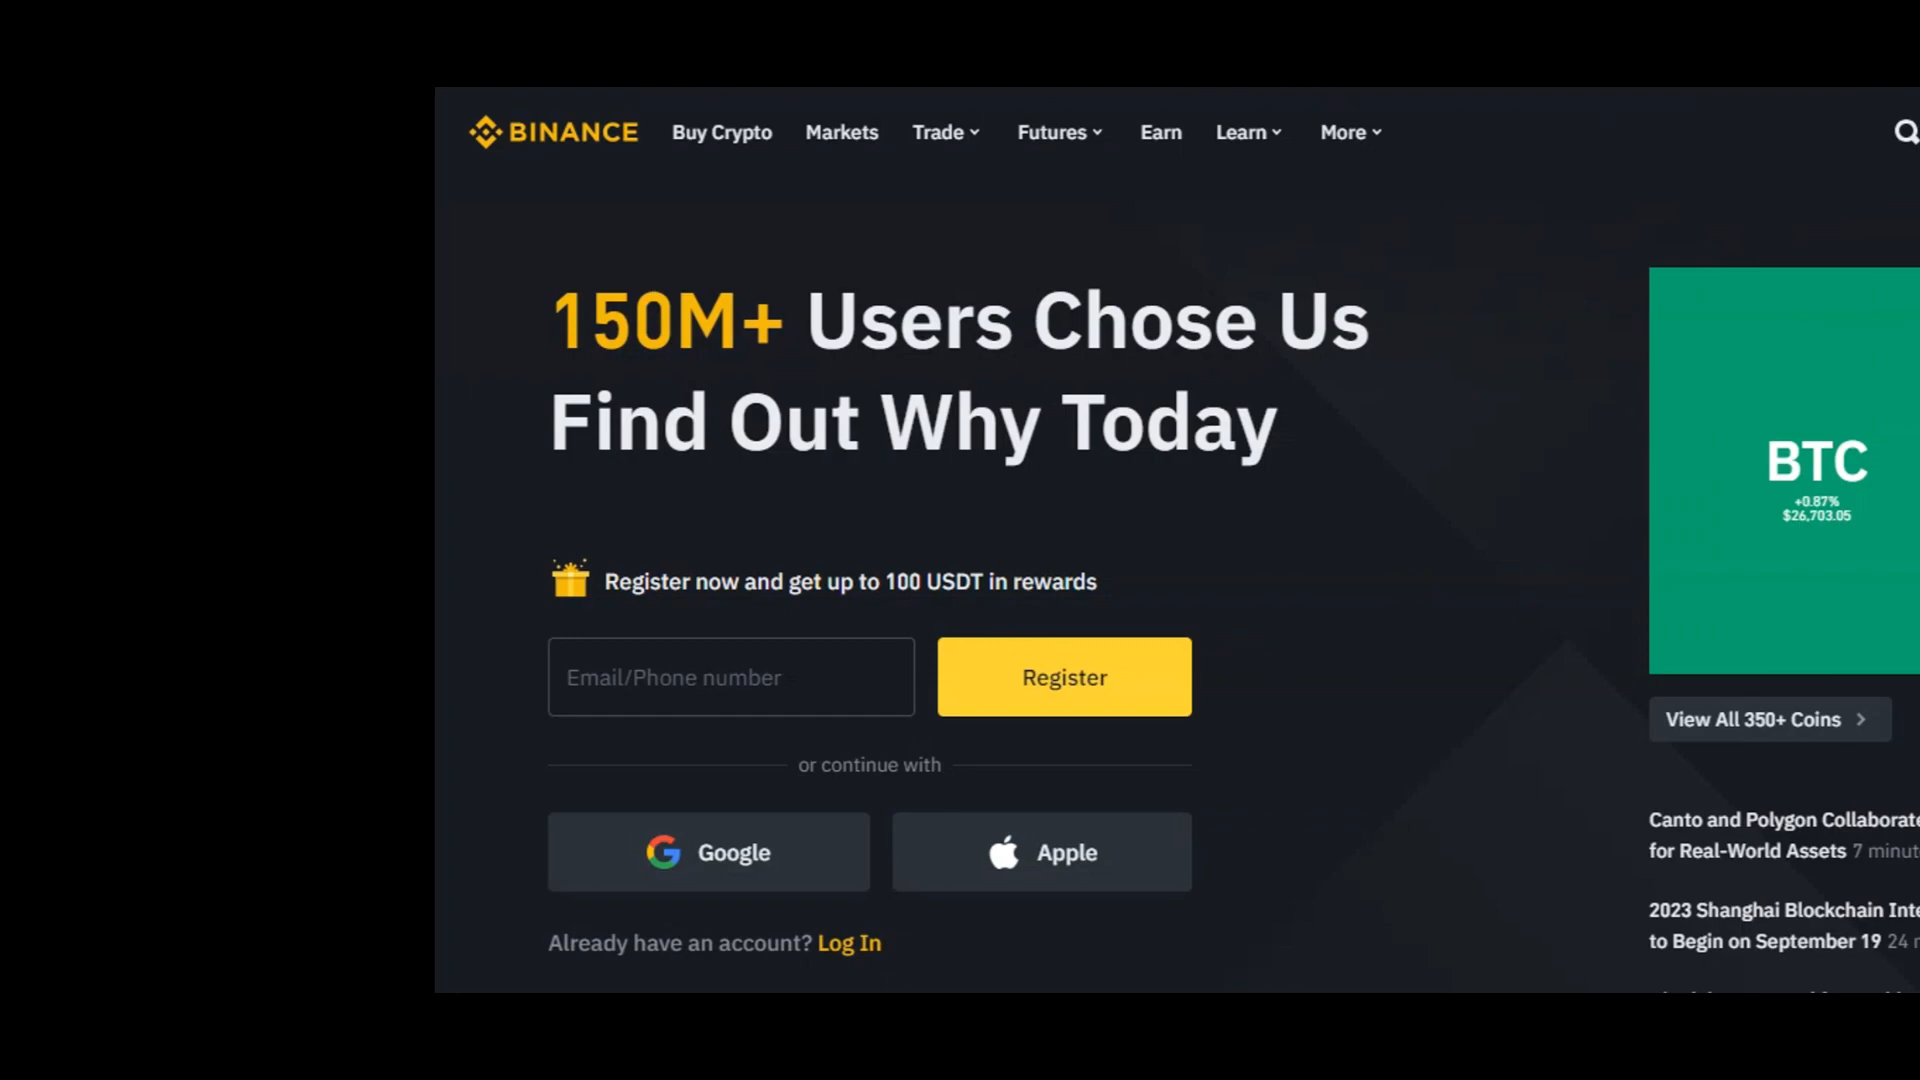 BINANCE Buy Crypto Markets Trade Futures Earn Learn More
150M+ Users Chose Us
Find Out Why Today
Register now and get up to 100 USDT in rewards
Email/Phone number Register
or continue with
Google Apple
Already have an account? Log In
BTC
+0.87%
$26,703.05
View All 350+ Coins
Canto and Polygon Collaborate
for Real-World Assets 7
2023 Shanghai Blockchain
to Begin on September 19 24